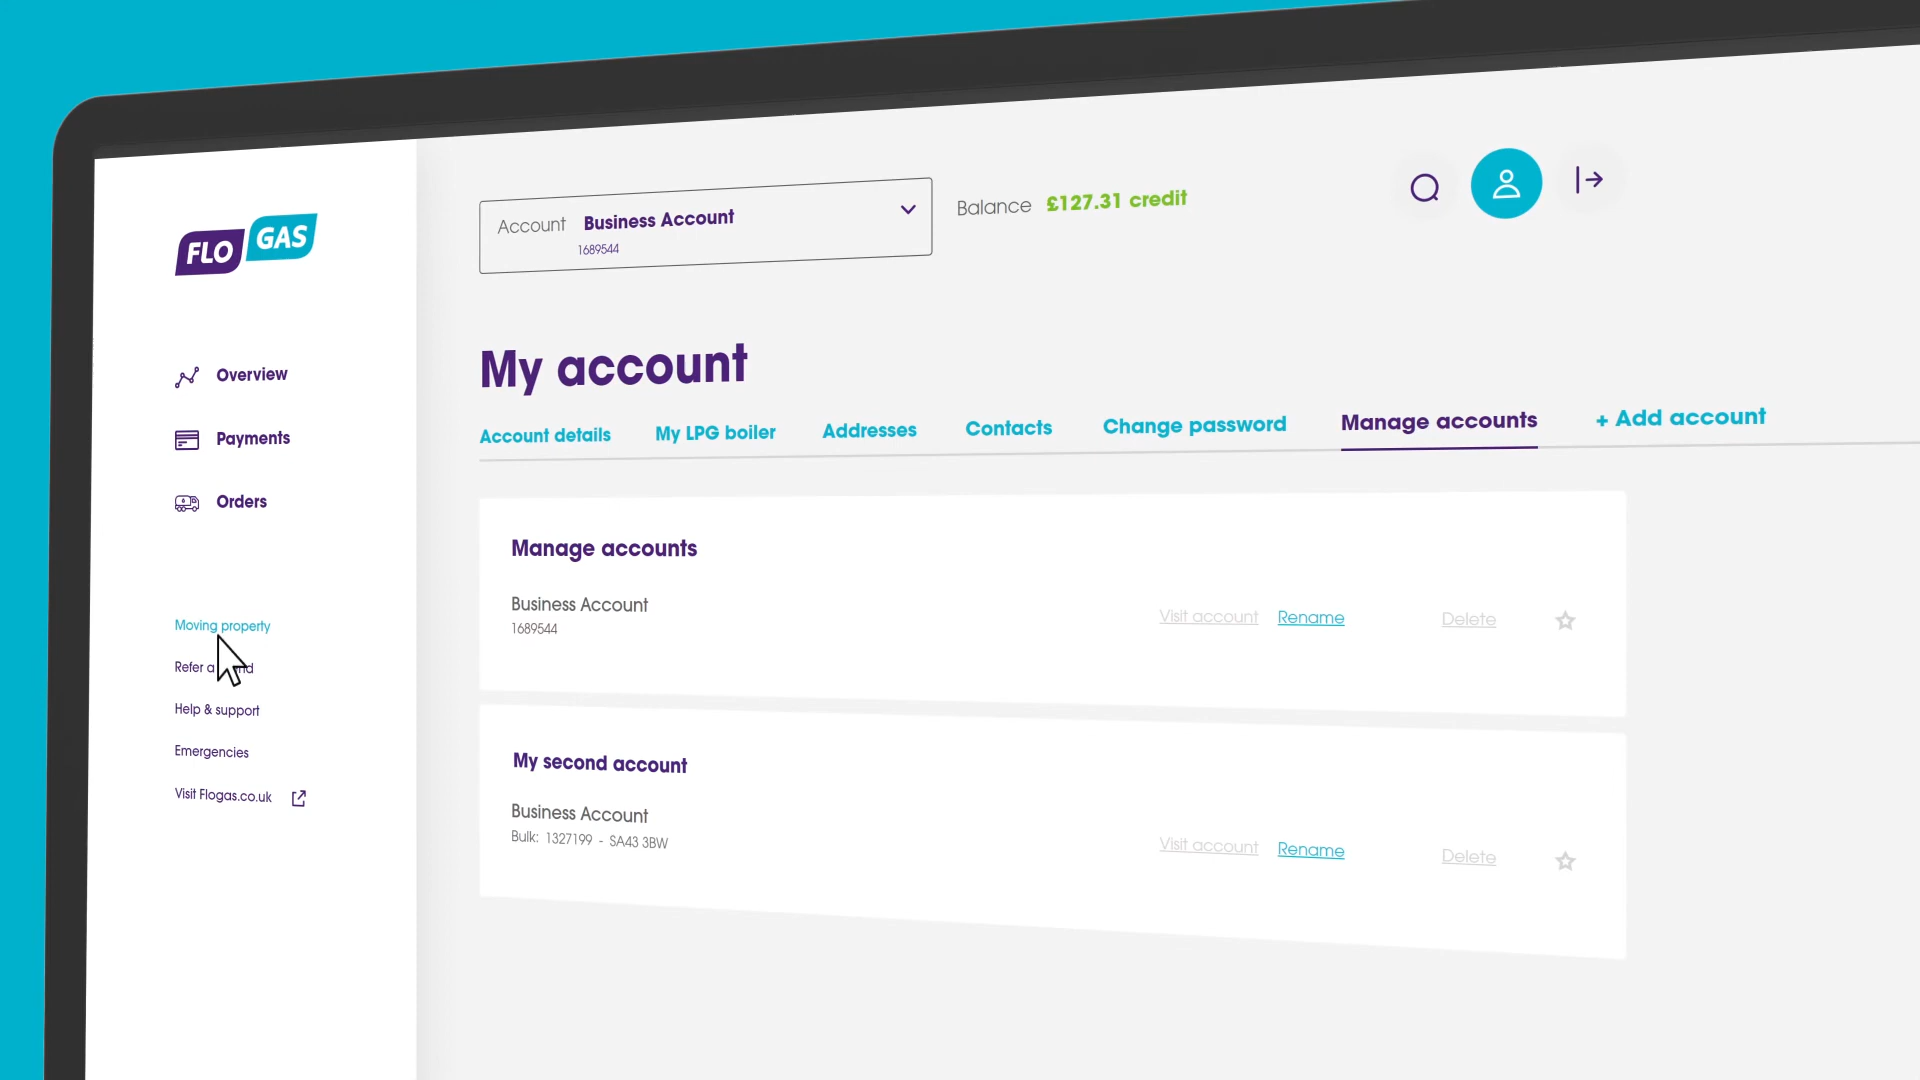 FLO GAS
Account Business Account
1689544
Balance £127.31 credit
Overview
Payments
Orders
Moving property
Refer a
Help & support
Emergencies
Visit Flogas.co.uk
My account
Account details My LPG boiler Addresses Contacts Change password Manage accounts + Add account
Manage accounts
Business Account
1689544
Visit account Rename Delete
My second account
Business Account
Bulk: 1327199 - SA43 3BW
Visit account Rename Delete